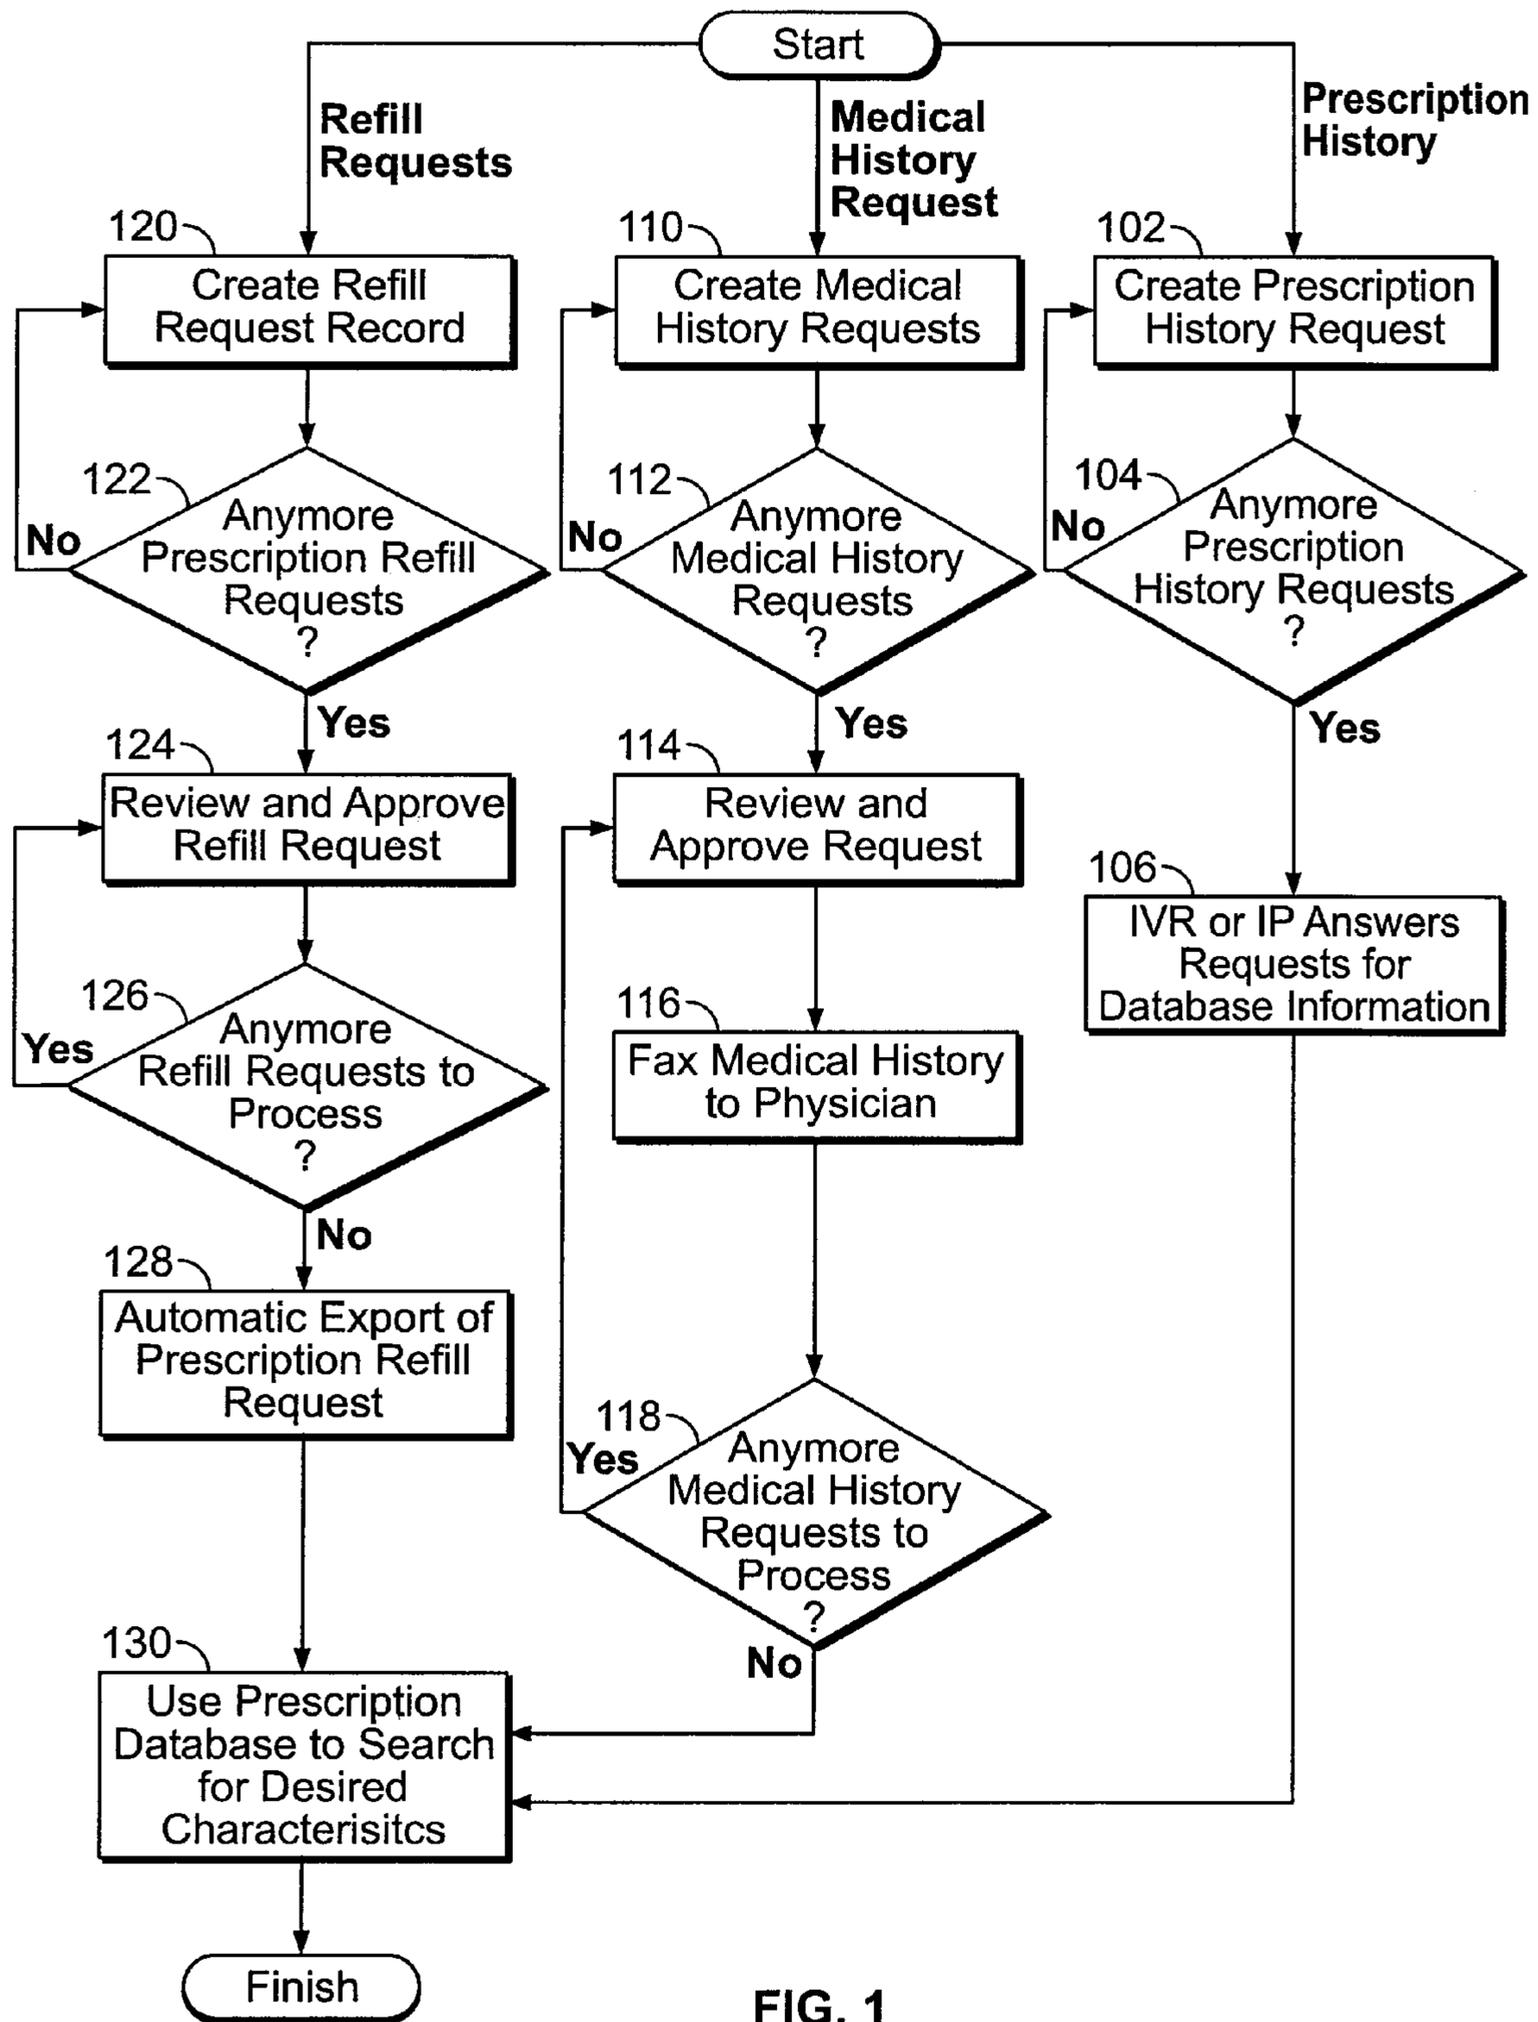 Start
Refill
Requests
Medical
History
Request
Prescription
History
120
Create Refill
Request Record
110
Create Medical
History Requests
102
Create Prescription
History Request
122
Anymore
Prescription Refill
Requests
?
No
Yes
112
Anymore
Medical History
Requests
?
No
Yes
104
Anymore
Prescription
History Requests
?
No
Yes
124
Review and Approve
Refill Request
114
Review and
Approve Request
106
IVR or IP Answers
Requests for
Database Information
126
Anymore
Refill Requests to
Process
?
Yes
No
116
Fax Medical History
to Physician
128
Automatic Export of
Prescription Refill
Request
118
Anymore
Medical History
Requests to
Process
?
Yes
No
130
Use Prescription
Database to Search
for Desired
Characterisitcs
Finish
FIG. 1